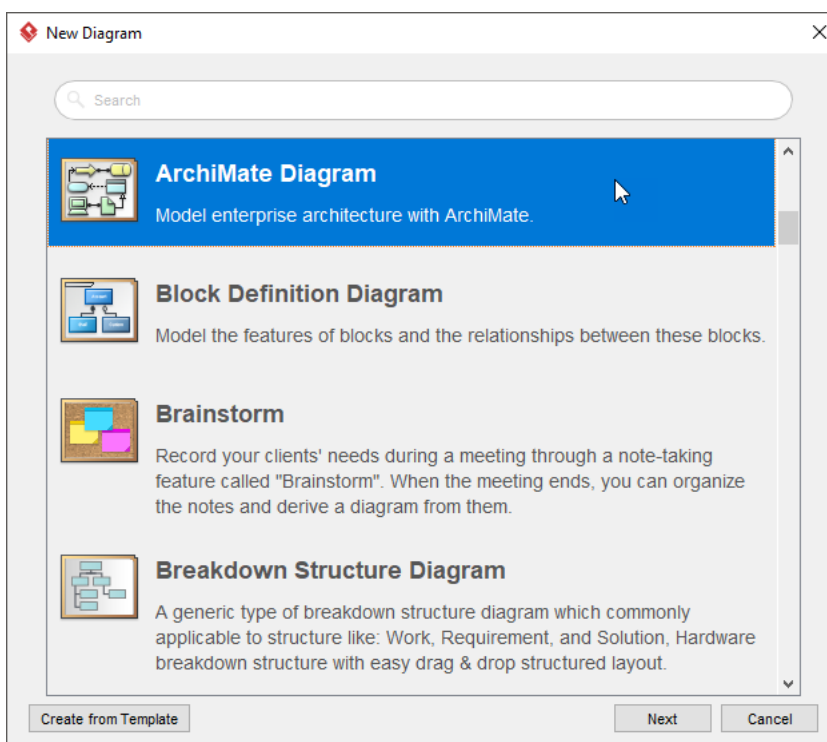 New Diagram
Search
ArchiMate Diagram
Model enterprise architecture with ArchiMate.
Block Definition Diagram
Model the features of blocks and the relationships between these blocks.
Brainstorm
Record your clients' needs during a meeting through a note-taking
feature called "Brainstorm". When the meeting ends, you can organize
the notes and derive a diagram from them.
Breakdown Structure Diagram
A generic type of breakdown structure diagram which commonly
applicable to structure like: Work, Requirement, and Solution, Hardware
breakdown structure with easy drag & drop structured layout.
Create from Template
Next
Cancel